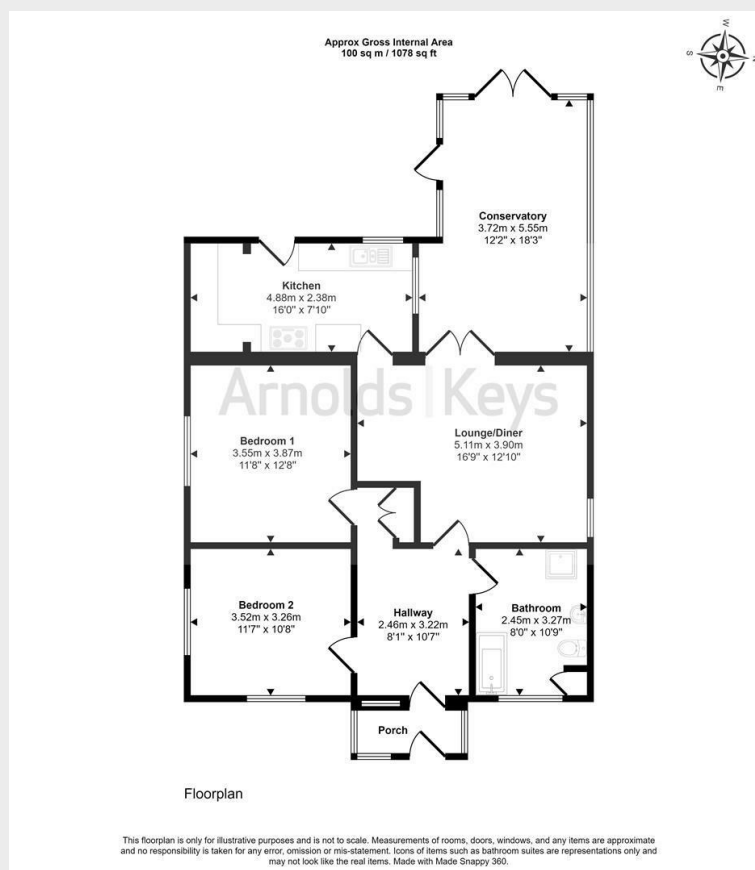 Approx Gross Internal Area
100 sq m / 1078 sq ft
W
S
N
E
Conservatory
3.72m x 5.55m
12'2" x 18'3"
Kitchen
4.88m x 2.38m
16'0" x 7'10"
Arnolds Keys
Lounge/Diner
5.11m x 3.90m
16'9" x 12'10"
Bedroom 1
3.55m x 3.87m
11'8" x 12'8"
Bedroom 2
3.52m x 3.26m
11'7" x 10'8"
Hallway
2.46m x 3.22m
8'1" x 10'7"
Bathroom
2.45m x 3.27m
8'0" x 10'9"
Porch
Floorplan
This floorplan is only for illustrative purposes and is not to scale. Measurements of rooms, doors, windows, and any items are approximate
and no responsibility is taken for any error, omission or mis-statement. Icons of items such as bathroom suites are representations only and
may not look like the real items. Made with Made Snappy 360.